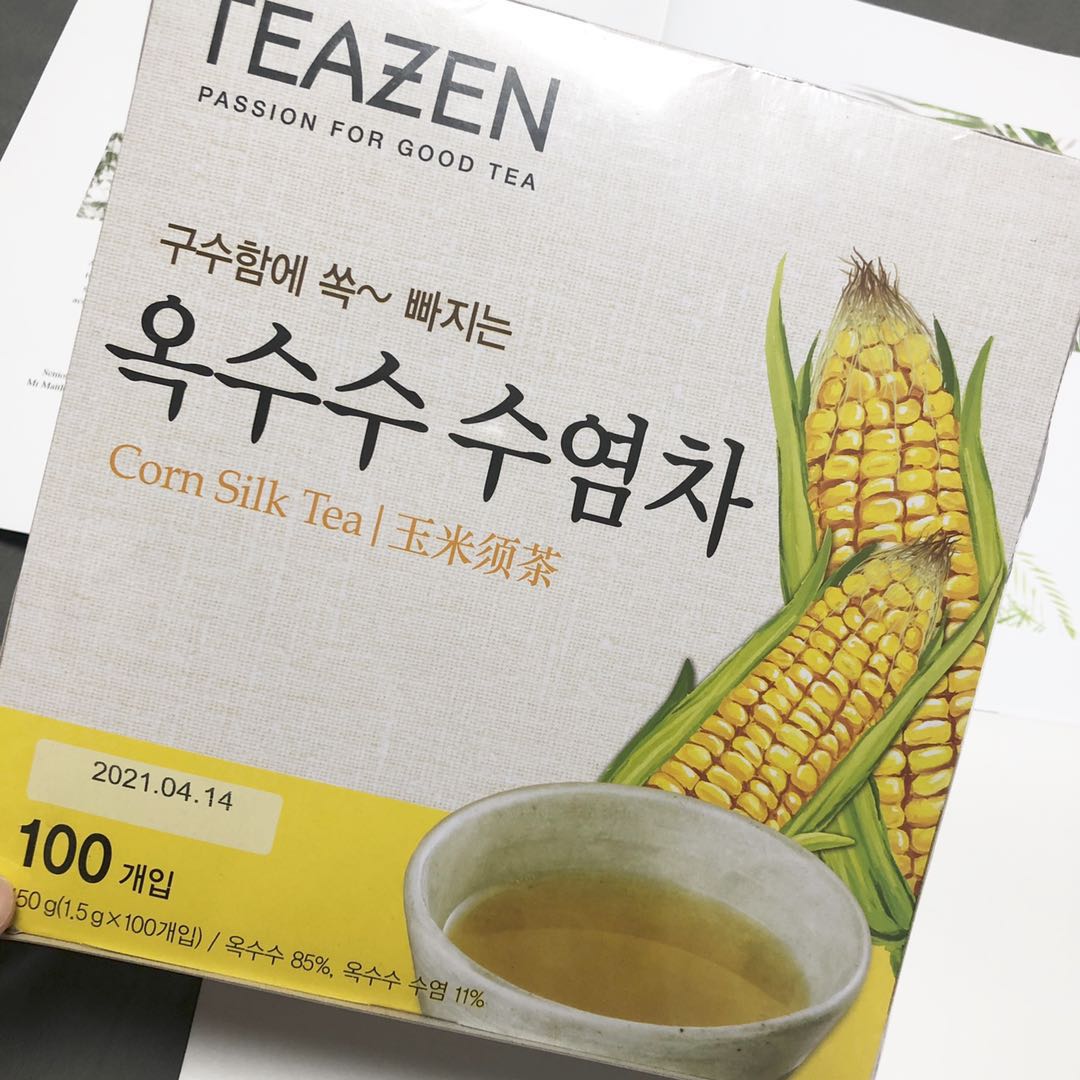 TEAZEN
PASSION FOR GOOD TEA
구수함에 쏙~ 빠지는
옥수수 수염차
Corn Silk Tea | 玉米须茶
2021.04.14
100 개입
50 g(1.5 g×100개입) / 옥수수 85%, 옥수수 수염 11%